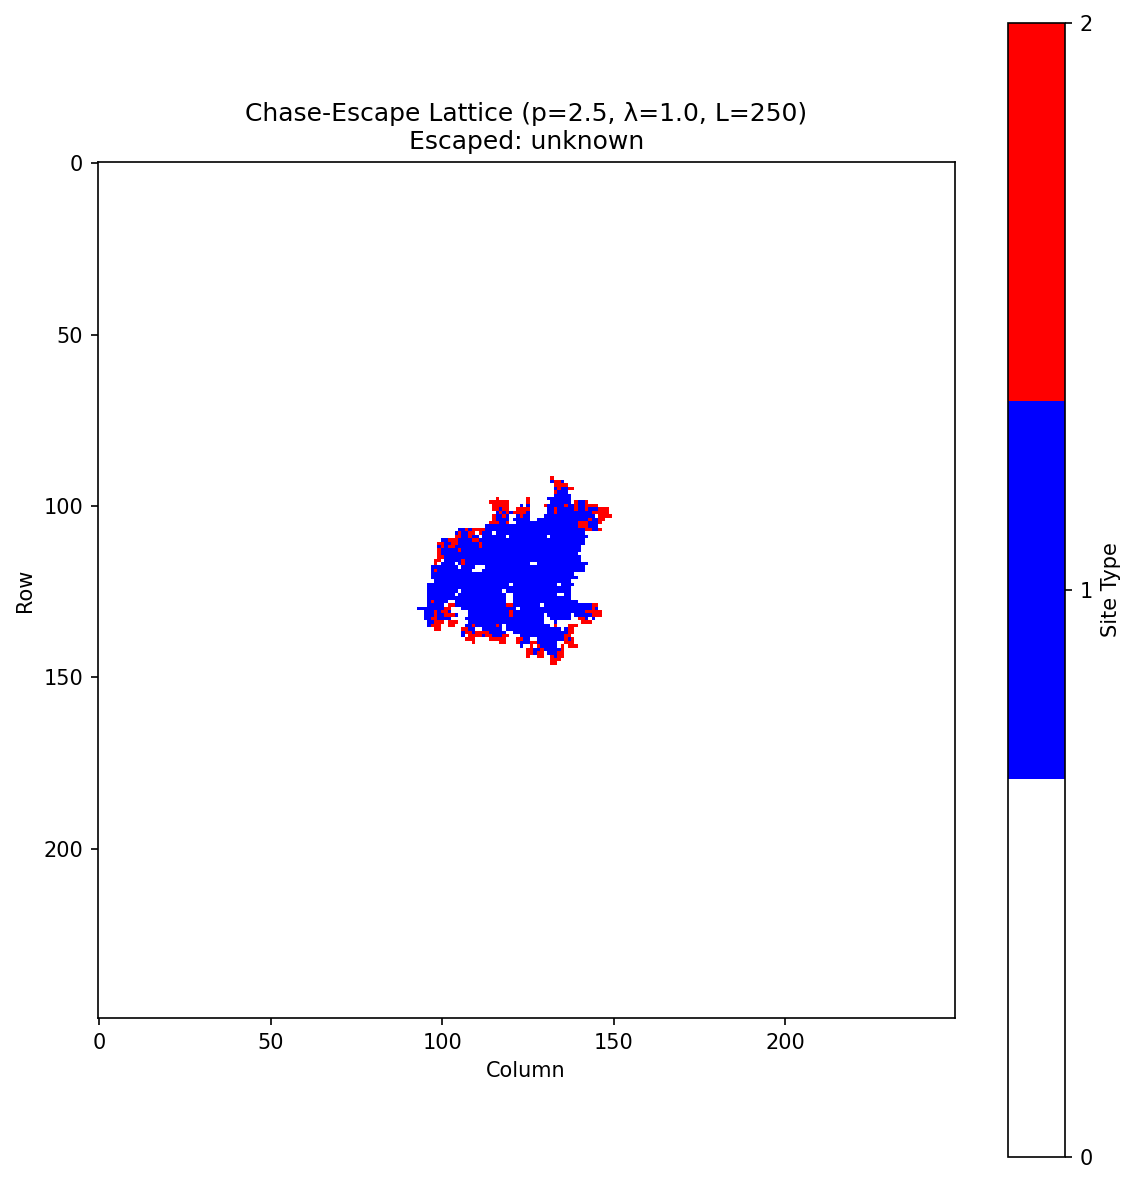 Chase-Escape Lattice (p=2.5, λ=1.0, L=250)
Escaped: unknown
0
50
100
150
200
Row
0
50
100
150
200
Column
2
1
0
Site Type